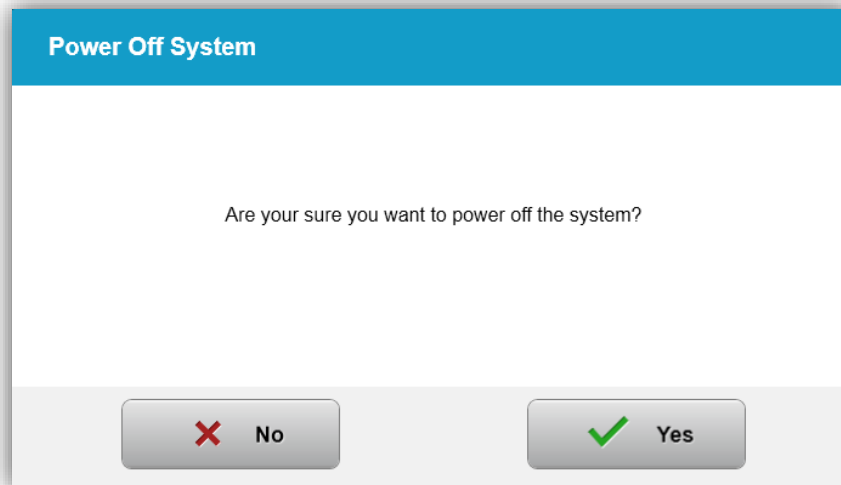 Power Off System
Are your sure you want to power off the system?
No
Yes